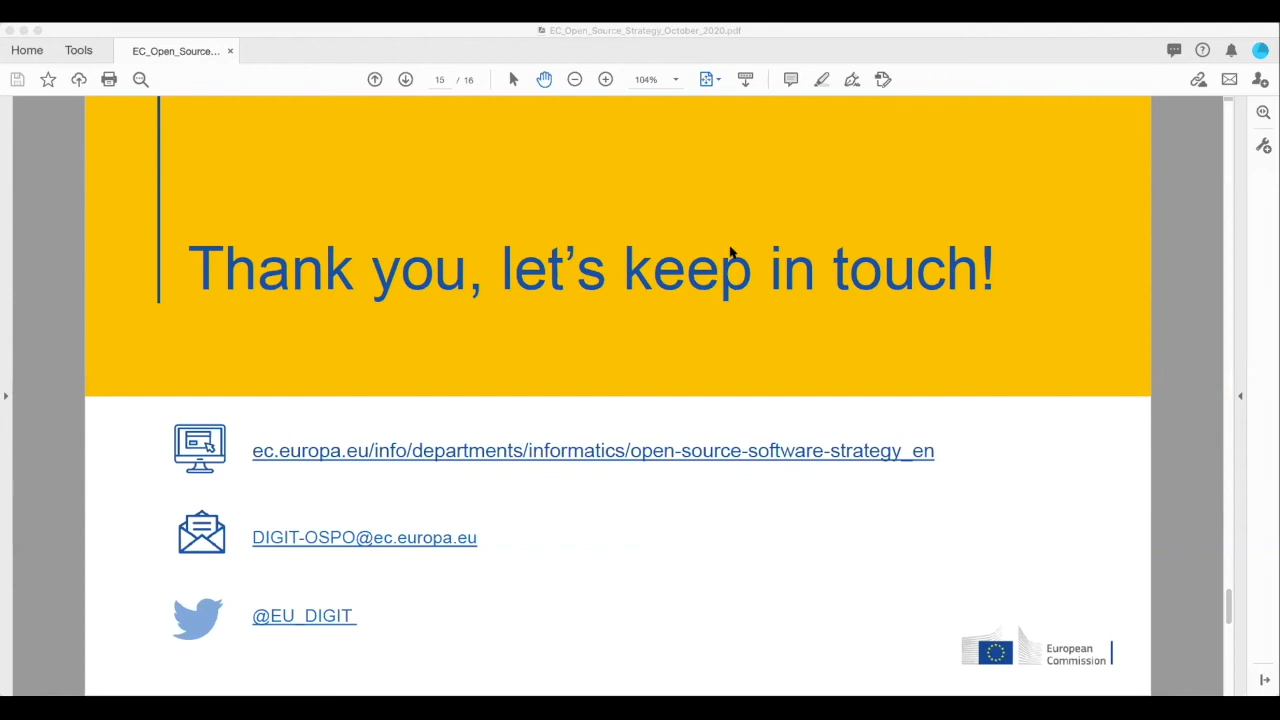 EC_Open_Source_Strategy_October_2020.pdf
Home Tools EC_Open_Source... ×
15 / 16 104%
Thank you, let’s keep in touch!
ec.europa.eu/info/departments/informatics/open-source-software-strategy_en
DIGIT-OSPO@ec.europa.eu
@EU_DIGIT
European
Commission